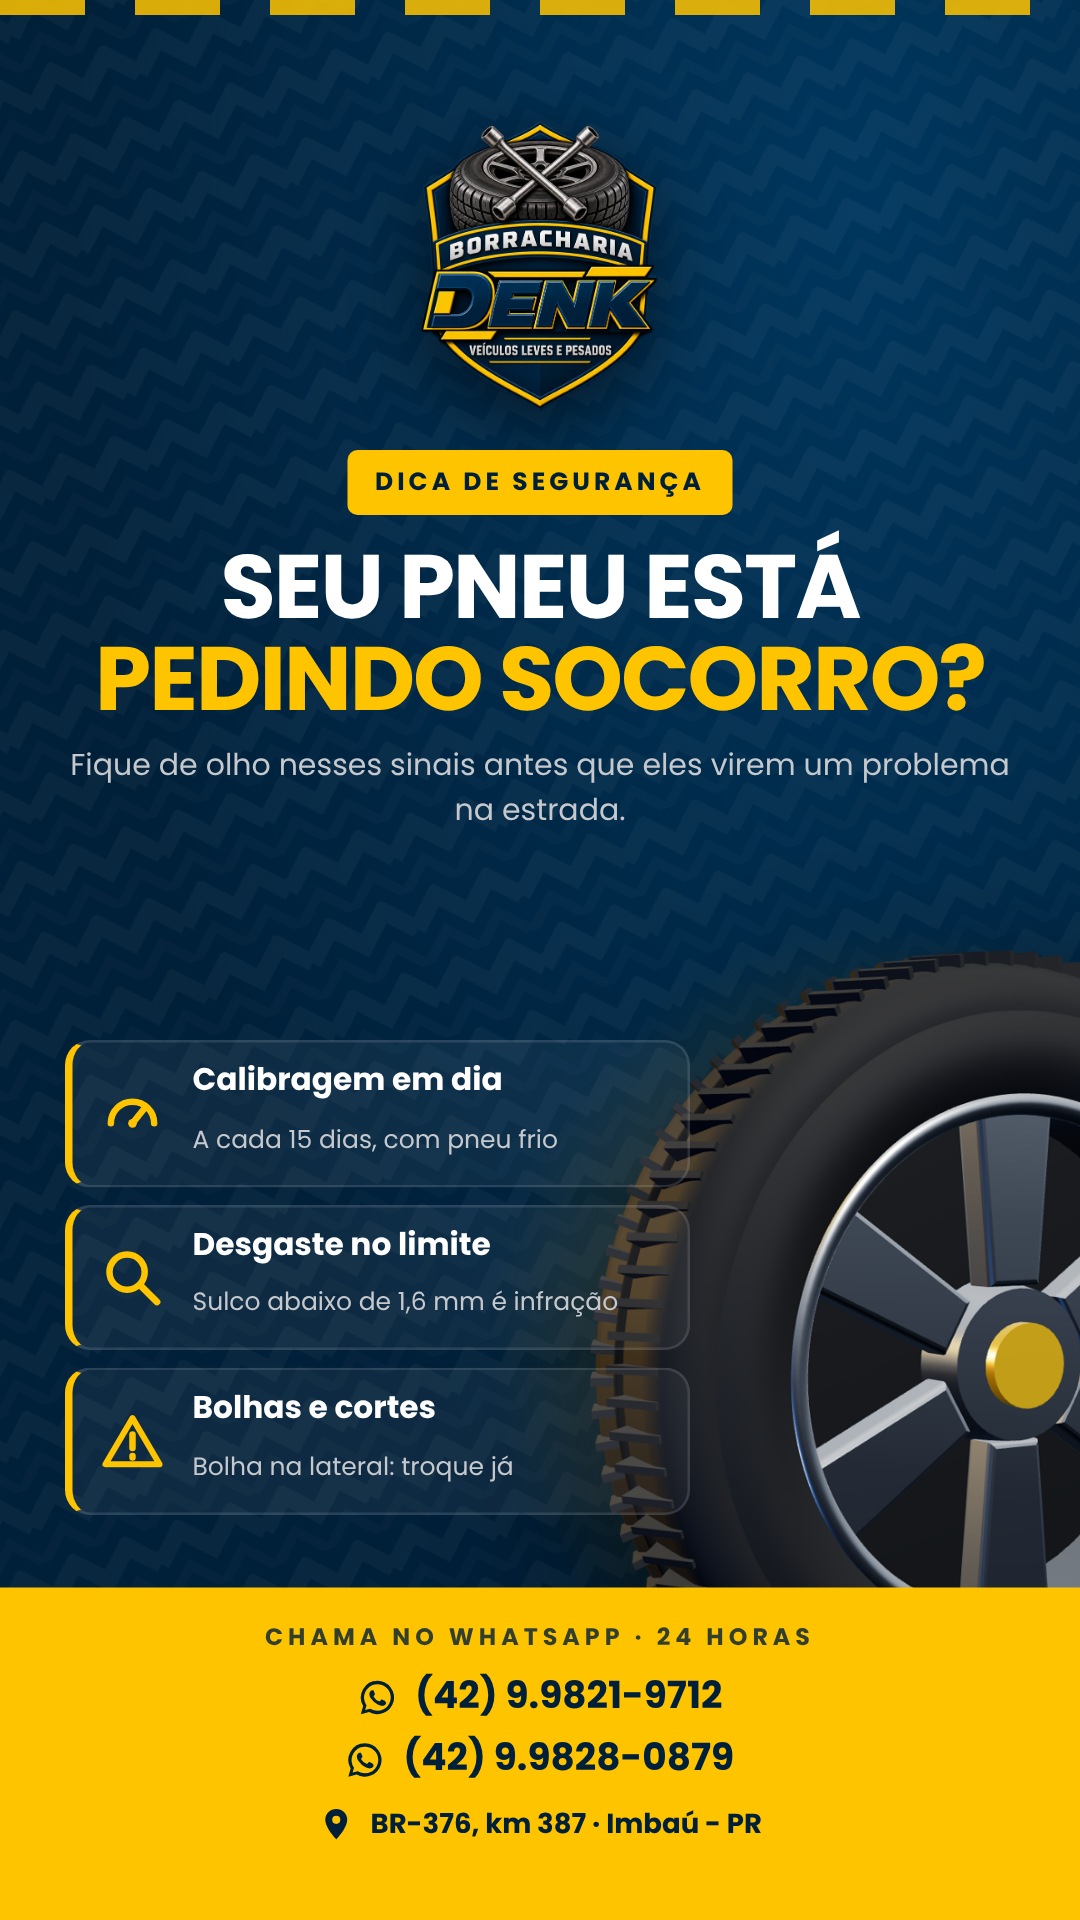 BORRACHARIA
DENK
VEÍCULOS LEVES E PESADOS
DICA DE SEGURANÇA
SEU PNEU ESTÁ
PEDINDO SOCORRO?
Fique de olho nesses sinais antes que eles virem um problema
na estrada.
Calibragem em dia
A cada 15 dias, com pneu frio
Desgaste no limite
Sulco abaixo de 1,6 mm é infração
Bolhas e cortes
Bolha na lateral: troque já
CHAMA NO WHATSAPP · 24 HORAS
(42) 9.9821-9712
(42) 9.9828-0879
BR-376, km 387 · Imbaú - PR